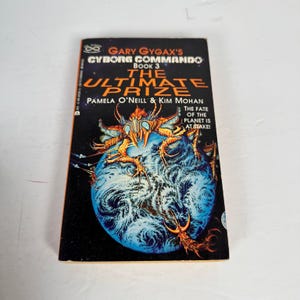 GARY GYGAX'S
CYBORG COMMANDO
BOOK 3
THE
ULTIMATE
PRIZE
PAMELA O'NEILL & KIM MOHAN
THE FATE
OF THE
PLANET IS
AT STAKE!